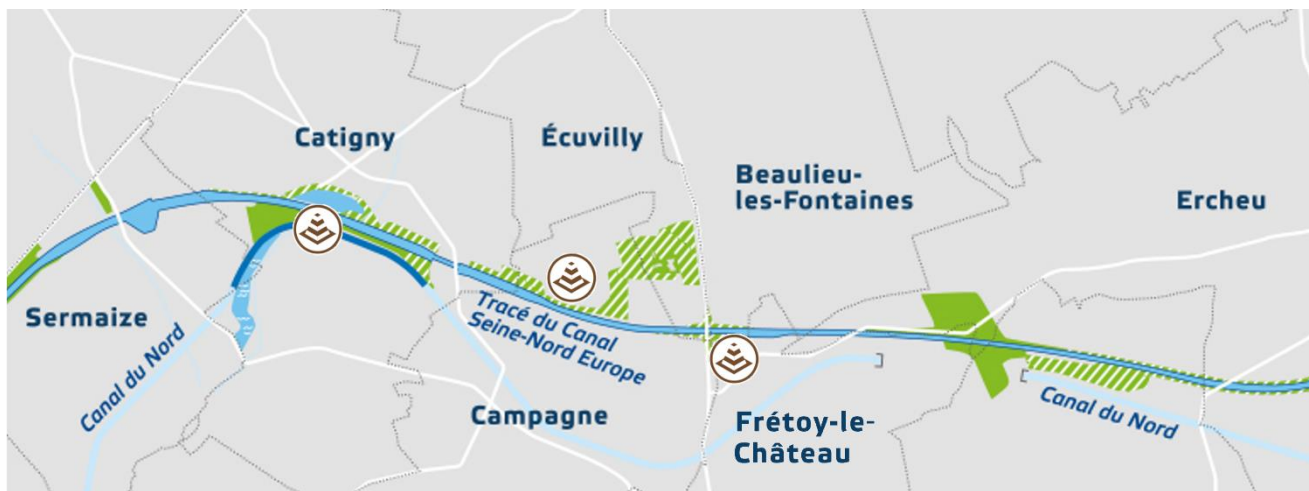 Catigny
Écuvilly
Beaulieu-
les-Fontaines
Ercheu
Sermaize
Canal du Nord
Tracé du Canal
Seine-Nord Europe
Campagne
Frétoy-le-
Château
Canal du Nord